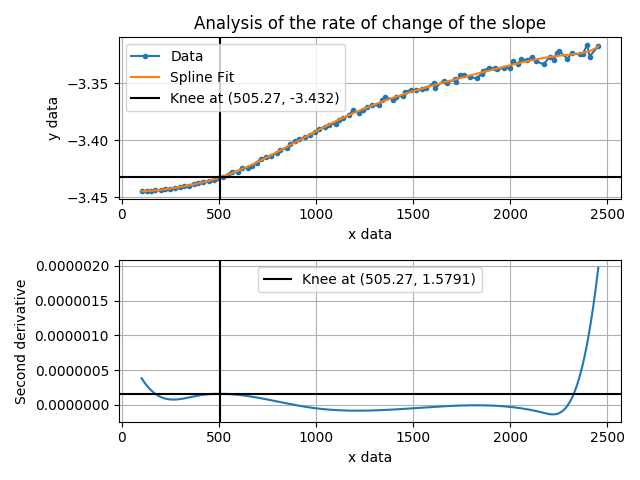 Analysis of the rate of change of the slope
Data
Spline Fit
Knee at (505.27, -3.432)
−3.35
−3.40
−3.45
y data
0 500 1000 1500 2000 2500
x data
Knee at (505.27, 1.5791)
0.0000020
0.0000015
0.0000010
0.0000005
0.0000000
Second derivative
0 500 1000 1500 2000 2500
x data